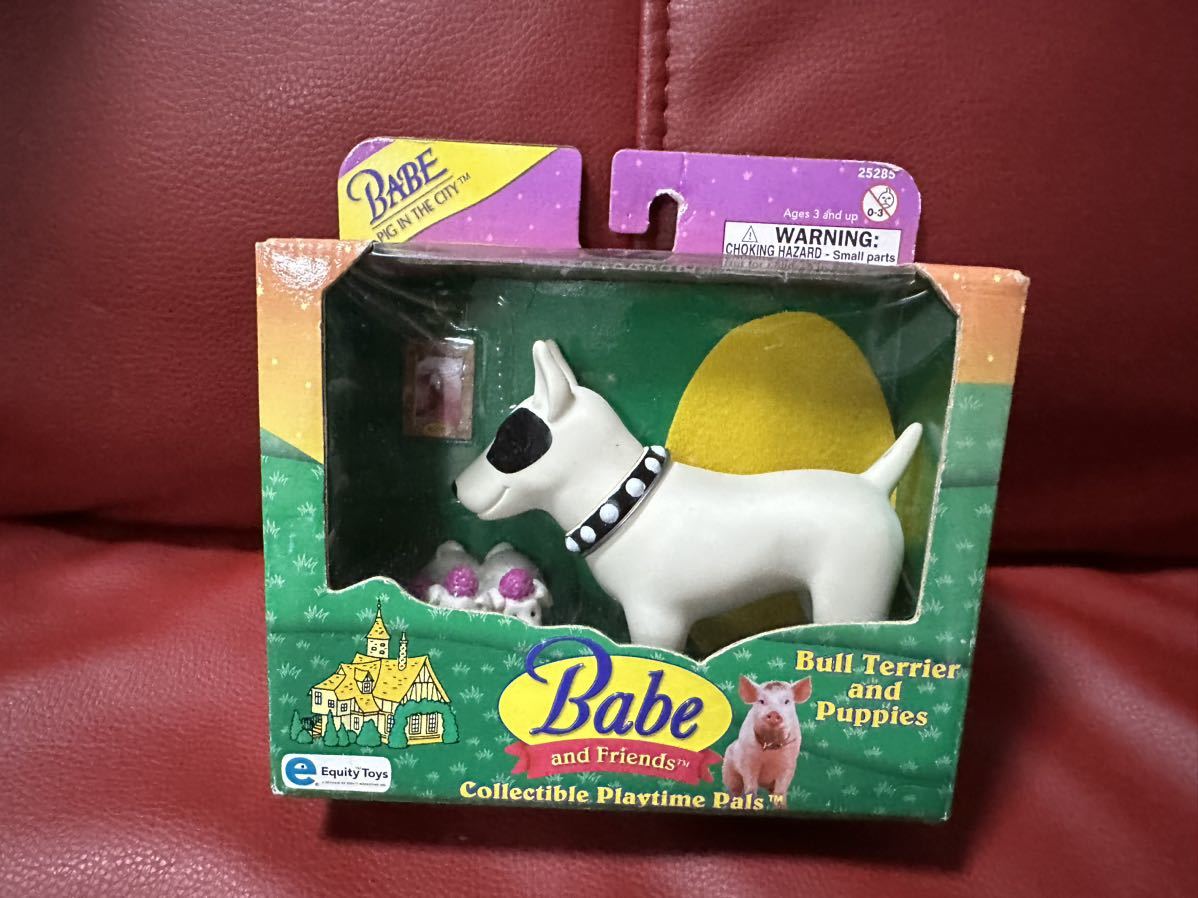 BABE
PIG IN THE CITY™
25285
0-3
Ages 3 and up
WARNING:
CHOKING HAZARD - Small parts
Bull Terrier
and
Puppies
Babe
and Friends™
Collectible Playtime Pals™
e
Equity Toys™